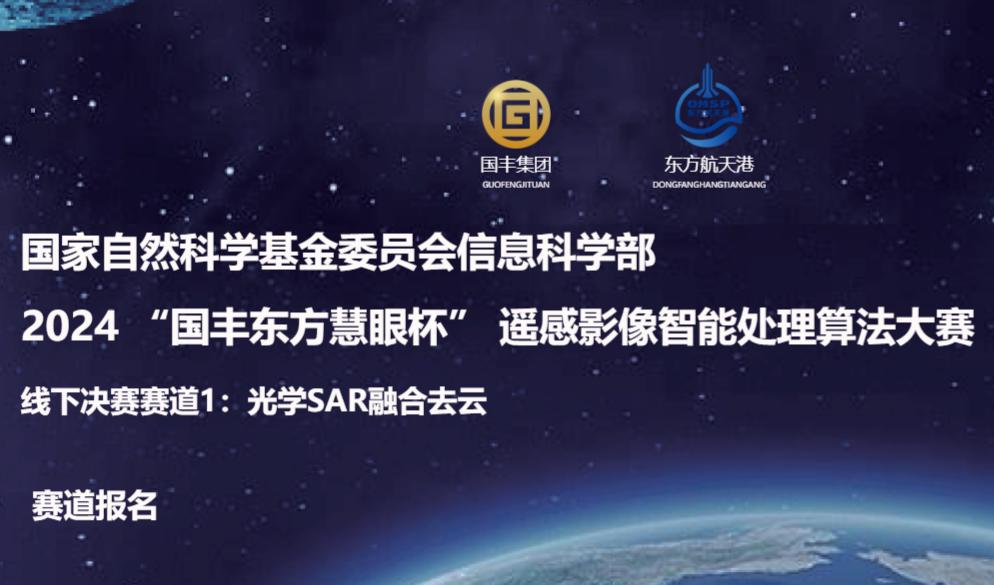 国丰集团
GUOFENGJITUAN
OMSP
东方航天港
DONGFANGHANGTIANGANG
国家自然科学基金委员会信息科学部
2024 “国丰东方慧眼杯” 遥感影像智能处理算法大赛
线下决赛赛道1：光学SAR融合去云
赛道报名